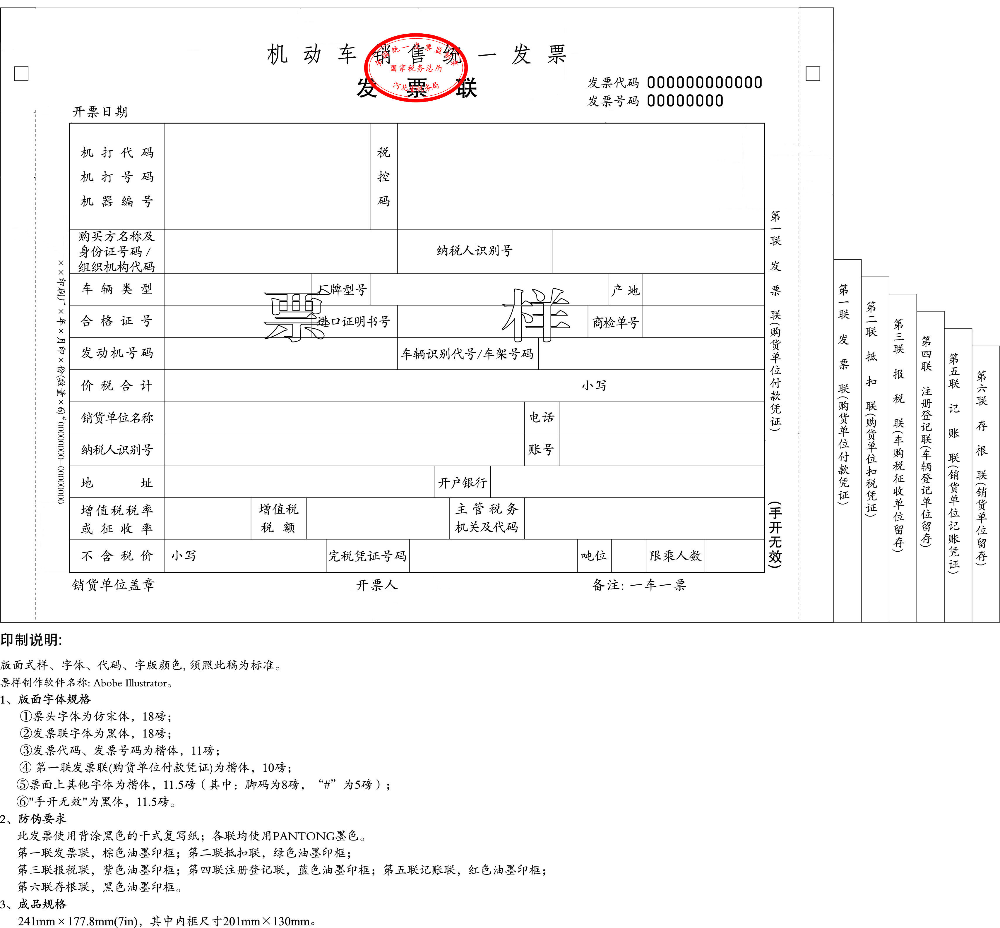 机动车销售统一发票
全国统一发票监制章
国家税务总局
河北省税务局
发票联
发票代码 000000000000
发票号码 00000000
开票日期
机打代码
机打号码
机器编号
税控码
购买方名称及
身份证号码/
组织机构代码
纳税人识别号
车辆类型
厂牌型号
产地
合格证号
进口证明书号
商检单号
票样
发动机号码
车辆识别代号/车架号码
价税合计
小写
销货单位名称
电话
纳税人识别号
账号
地址
开户银行
增值税税率
或征收率
增值税
税额
主管税务
机关及代码
不含税价
小写
完税凭证号码
吨位
限乘人数
销货单位盖章
开票人
备注: 一车一票
××印刷厂×年×月印×份(数量×6)#00000000-00000000
第一联 发票联(购货单位付款凭证)
(手开无效)
第一联 发票联(购货单位付款凭证)
第二联 抵扣联(购货单位扣税凭证)
第三联 报税联(车购税征收单位留存)
第四联 注册登记联(车辆登记单位留存)
第五联 记账联(销货单位记账凭证)
第六联 存根联(销货单位留存)
印制说明:
版面式样、字体、代码、字版颜色, 须照此稿为标准。
票样制作软件名称: Abobe Illustrator。
1、版面字体规格
①票头字体为仿宋体，18磅；
②发票联字体为黑体，18磅；
③发票代码、发票号码为楷体，11磅；
④ 第一联发票联(购货单位付款凭证)为楷体，10磅；
⑤票面上其他字体为楷体，11.5磅（其中：脚码为8磅，“#”为5磅）；
⑥"手开无效"为黑体，11.5磅。
2、防伪要求
此发票使用背涂黑色的干式复写纸；各联均使用PANTONG墨色。
第一联发票联，棕色油墨印框；第二联抵扣联，绿色油墨印框；
第三联报税联，紫色油墨印框；第四联注册登记联，蓝色油墨印框；第五联记账联，红色油墨印框；
第六联存根联，黑色油墨印框。
3、成品规格
241mm×177.8mm(7in)，其中内框尺寸201mm×130mm。